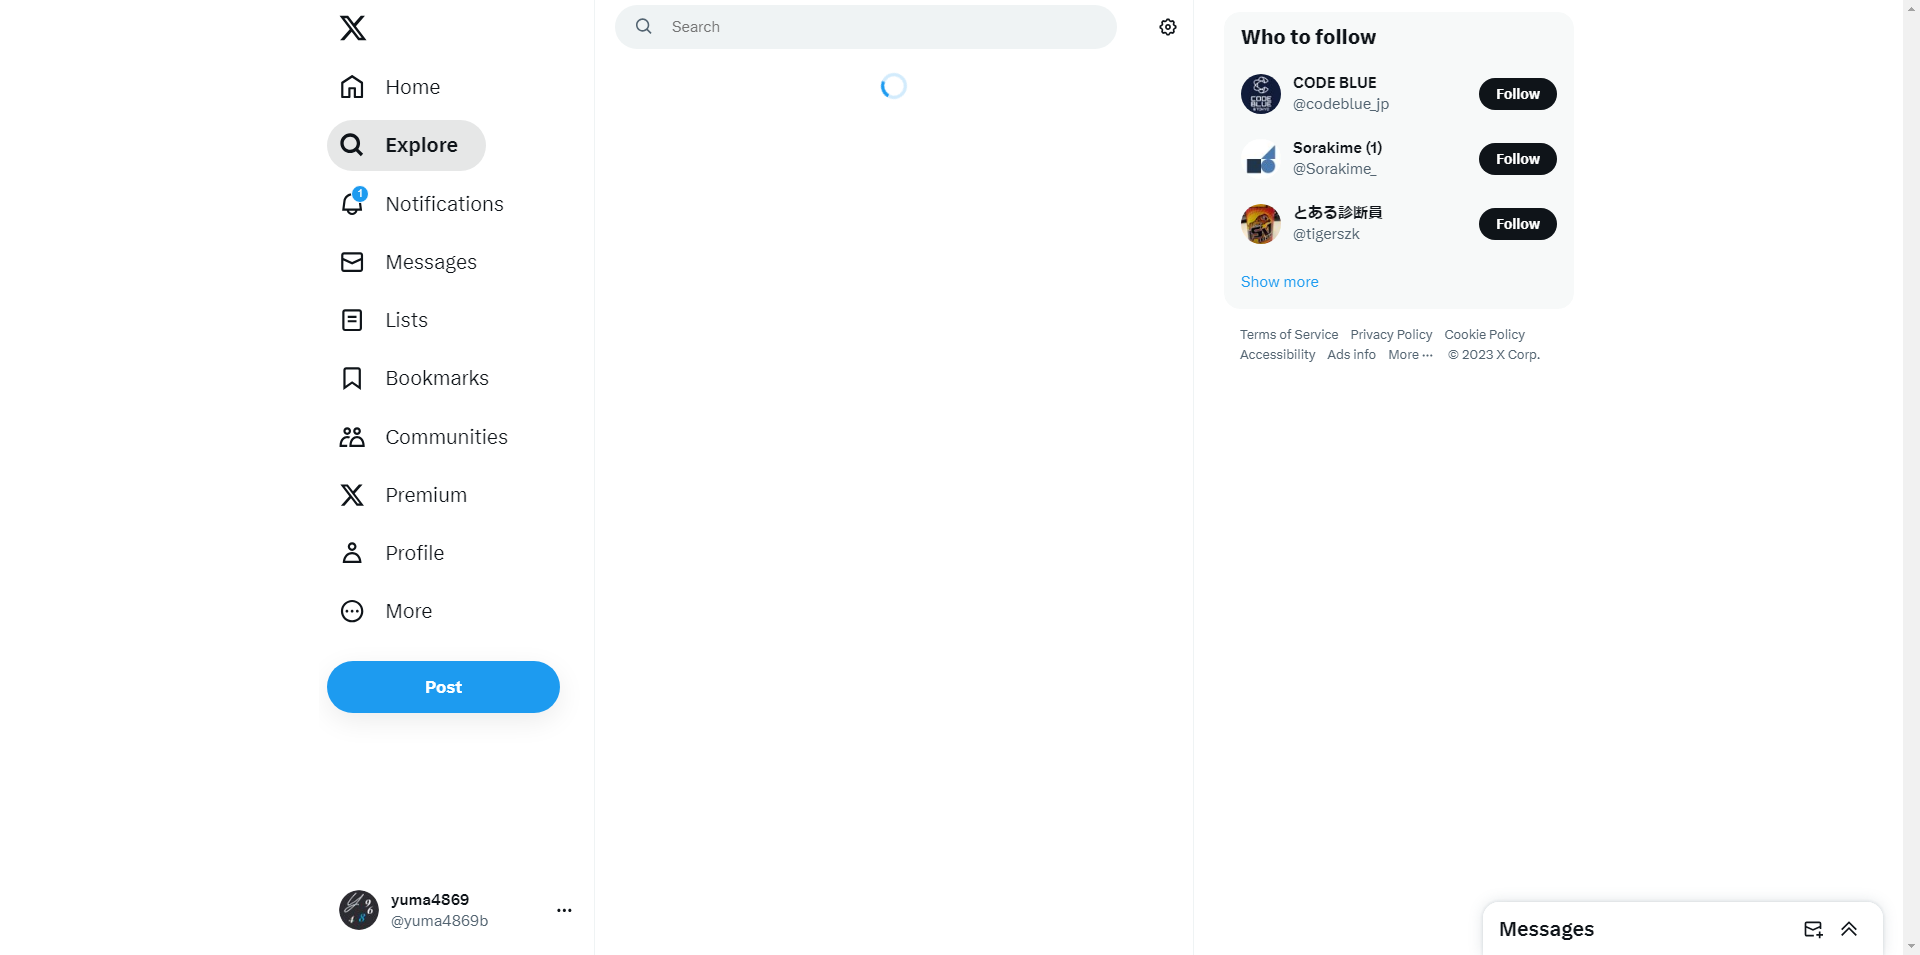 Home
Explore
1
Notifications
Messages
Lists
Bookmarks
Communities
Premium
Profile
More
Post
yuma4869
@yuma4869b
Search
Who to follow
CODE BLUE
@codeblue_jp
Follow
Sorakime (1)
@Sorakime_
Follow
とある診断員
@tigerszk
Follow
Show more
Terms of Service Privacy Policy Cookie Policy
Accessibility Ads info More ··· © 2023 X Corp.
Messages